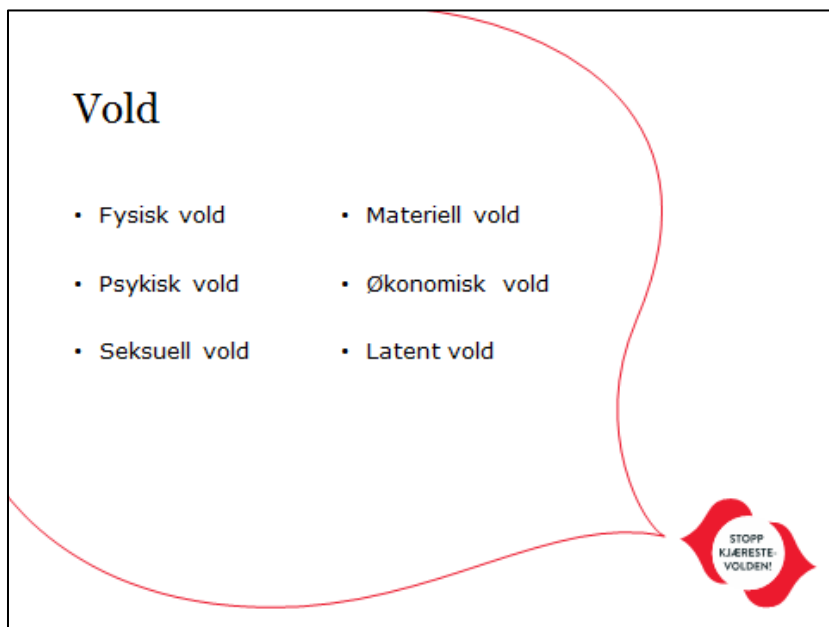 Vold
• Fysisk vold
• Psykisk vold
• Seksuell vold
• Materiell vold
• Økonomisk vold
• Latent vold
STOPP
KJÆRESTE-
VOLDEN!